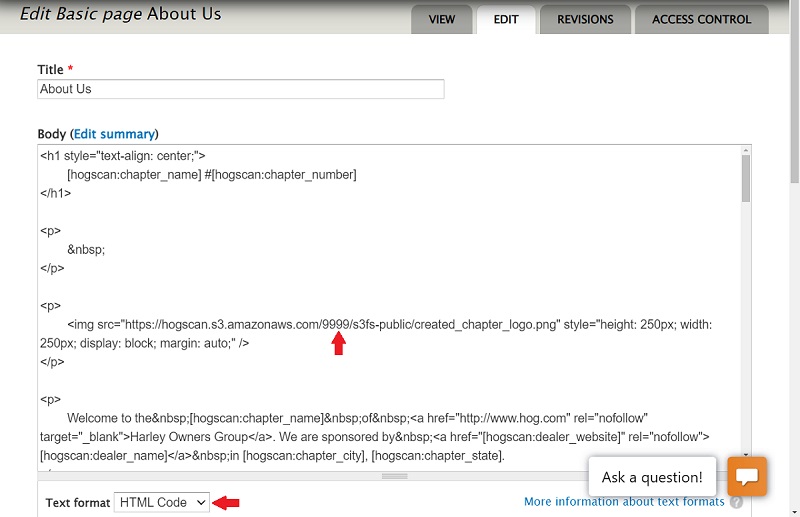 Edit Basic page About Us
VIEW
EDIT
REVISIONS
ACCESS CONTROL
Title *
About Us
Body (Edit summary)
<h1 style="text-align: center;">
[hogscan:chapter_name] #[hogscan:chapter_number]
</h1>
<p>
&nbsp;
</p>
<p>
<img src="https://hogscan.s3.amazonaws.com/9999/s3fs-public/created_chapter_logo.png" style="height: 250px; width:
250px; display: block; margin: auto;" />
</p>
<p>
Welcome to the&nbsp;[hogscan:chapter_name]&nbsp;of&nbsp;<a href="http://www.hog.com" rel="nofollow"
target="_blank">Harley Owners Group</a>. We are sponsored by&nbsp;<a href="[hogscan:dealer_website]" rel="nofollow">
[hogscan:dealer_name]</a>&nbsp;in [hogscan:chapter_city], [hogscan:chapter_state].
Ask a question!
Text format HTML Code
More information about text formats ?